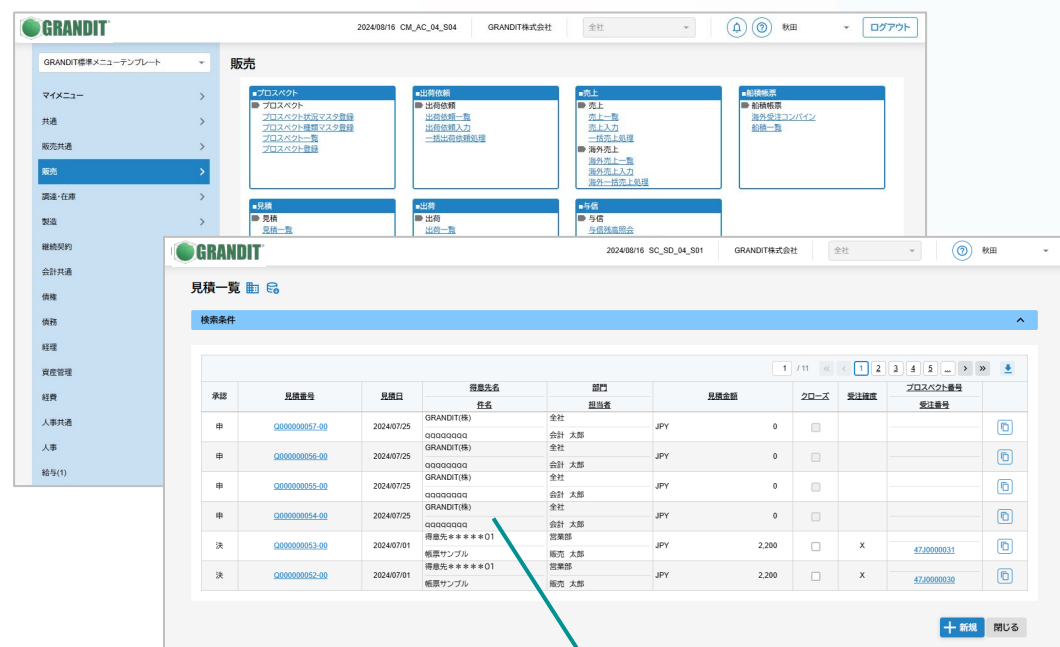 GRANDIT
2024/08/16 CM_AC_04_S04 GRANDIT株式会社 全社 秋田 ログアウト
GRANDIT標準メニューテンプレート
マイメニュー
共通
販売共通
販売
調達・在庫
製造
継続契約
会計共通
債権
債務
経理
資産管理
経費
人事共通
人事
給与(1)
販売
■プロスペクト
プロスペクト
プロスペクト状況マスタ登録
プロスペクト種類マスタ登録
プロスペクト一覧
プロスペクト登録
■出荷依頼
出荷依頼
出荷依頼一覧
出荷依頼入力
一括出荷依頼処理
■売上
売上
売上一覧
売上入力
一括売上処理
海外売上
海外売上一覧
海外売上入力
海外一括売上処理
■船積帳票
船積帳票
海外受注コンバイン
船積一覧
■見積
見積
見積一覧
■出荷
出荷
出荷一覧
■与信
与信
与信残高照会
GRANDIT
2024/08/16 SC_SD_04_S01 GRANDIT株式会社 全社 秋田
見積一覧
検索条件
1 / 11 « ‹ 1 2 3 4 5 ... › »
承認 見積番号 見積日 得意先名 部門 見積金額 クローズ 受注確度 プロスペクト番号
件名 担当者 受注番号
申 Q000000057-00 2024/07/25 GRANDIT(株) 全社 JPY 0
qqqqqqqq 会計 太郎
申 Q000000056-00 2024/07/25 GRANDIT(株) 全社 JPY 0
qqqqqqqq 会計 太郎
申 Q000000055-00 2024/07/25 GRANDIT(株) 全社 JPY 0
qqqqqqqq 会計 太郎
申 Q000000054-00 2024/07/25 GRANDIT(株) 全社 JPY 0
qqqqqqqq 会計 太郎
決 Q000000053-00 2024/07/01 得意先＊＊＊＊＊01 営業部 JPY 2,200 X
帳票サンプル 販売 太郎 47J0000031
決 Q000000052-00 2024/07/01 得意先＊＊＊＊＊01 営業部 JPY 2,200 X
帳票サンプル 販売 太郎 47J0000030
新規 閉じる